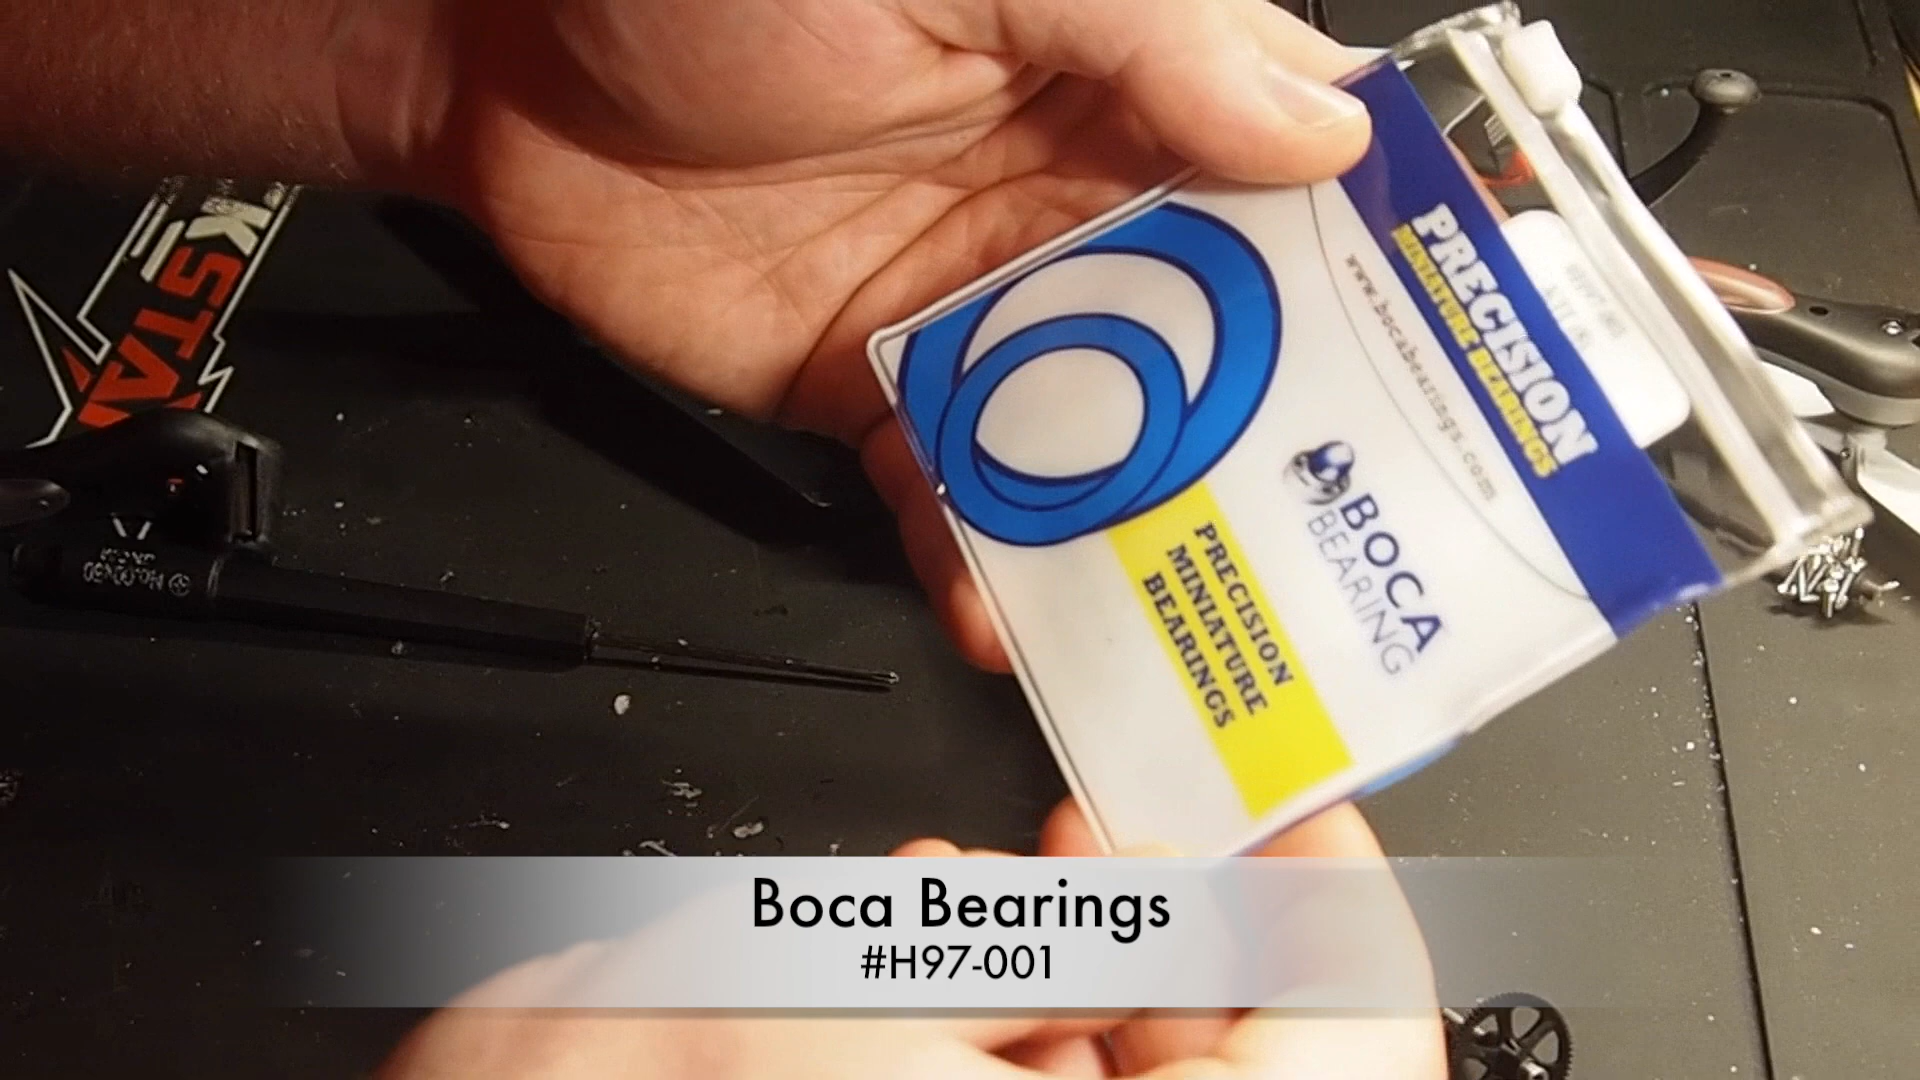 PRECISION
MINIATURE BEARINGS
www.bocabearings.com
BOCA
BEARING
PRECISION
MINIATURE
BEARINGS
Boca Bearings
#H97-001